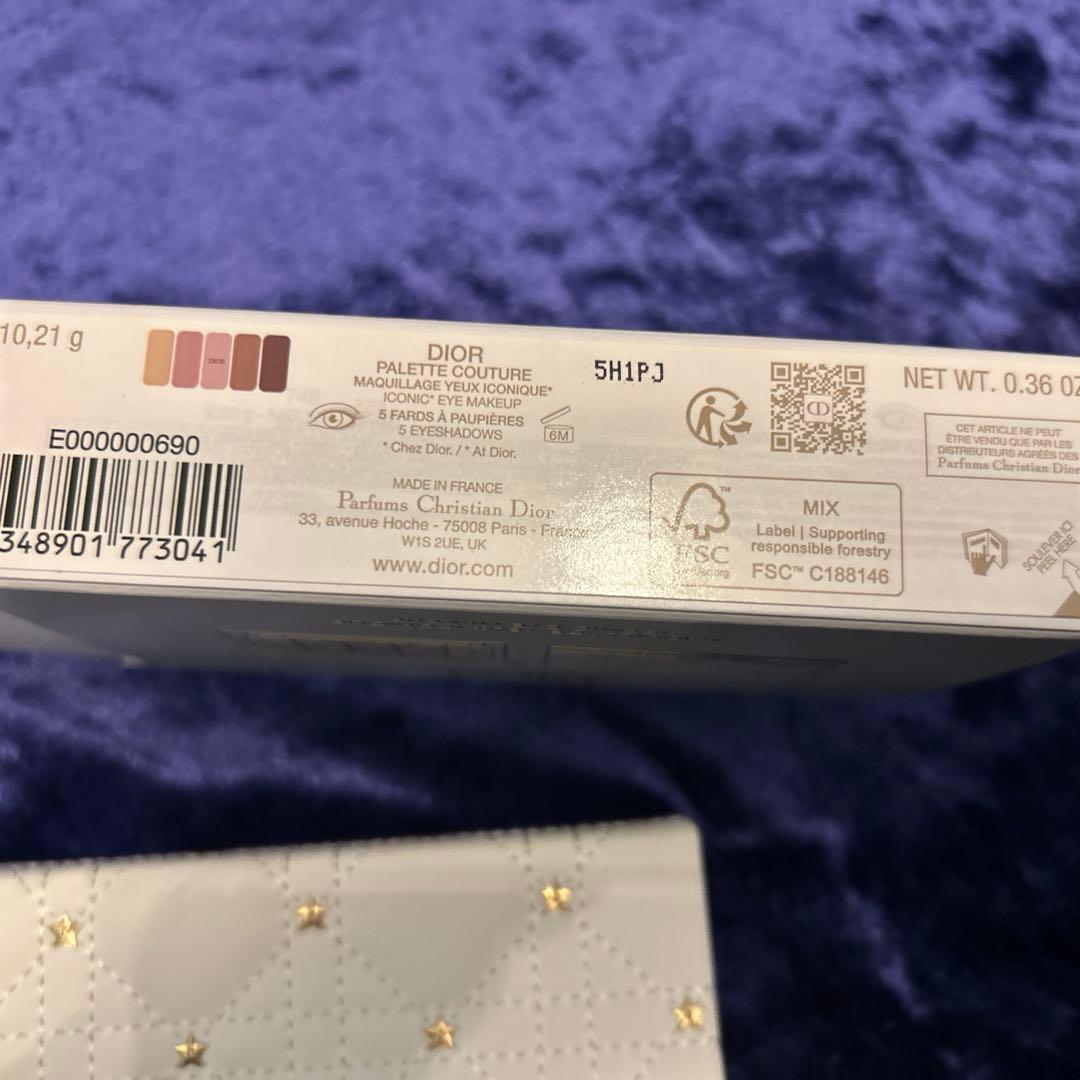 10,21 g
E000000690
348901 773041
DIOR
PALETTE COUTURE
MAQUILLAGE YEUX ICONIQUE*
ICONIC* EYE MAKEUP
5 FARDS À PAUPIÈRES
5 EYESHADOWS
* Chez Dior. / * At Dior.
6M
MADE IN FRANCE
Parfums Christian Dior
33, avenue Hoche - 75008 Paris - France
W1S 2UE, UK
www.dior.com
5H1PJ
CD
FSC
MIX
Label | Supporting
responsible forestry
FSC™ C188146
NET WT. 0.36 OZ
CET ARTICLE NE PEUT
ÊTRE VENDU QUE PAR LES
DISTRIBUTEURS AGRÉÉS DES
Parfums Christian Dior
SOULEVER ICI
PEEL HERE